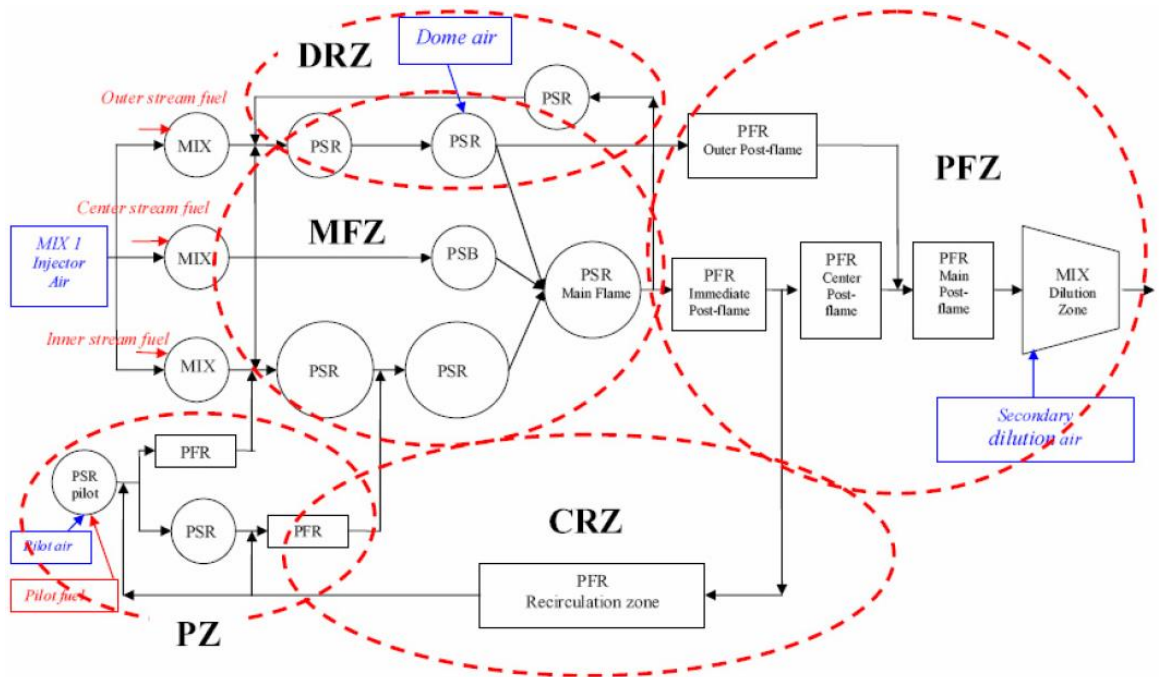 DRZ
Dome air
Outer stream fuel
MIX
PSR
PSR
PSR
PFR
Outer Post-flame
PFZ
Center stream fuel
MIX 1
Injector
Air
MIX
MFZ
PSB
PSR
Main Flame
PFR
Immediate
Post-flame
PFR
Center
Post-
flame
PFR
Main
Post-
flame
MIX
Dilution
Zone
Inner stream fuel
MIX
PSR
PSR
Secondary
dilution air
PSR
pilot
PFR
PSR
PFR
Pilot air
Pilot fuel
PZ
CRZ
PFR
Recirculation zone